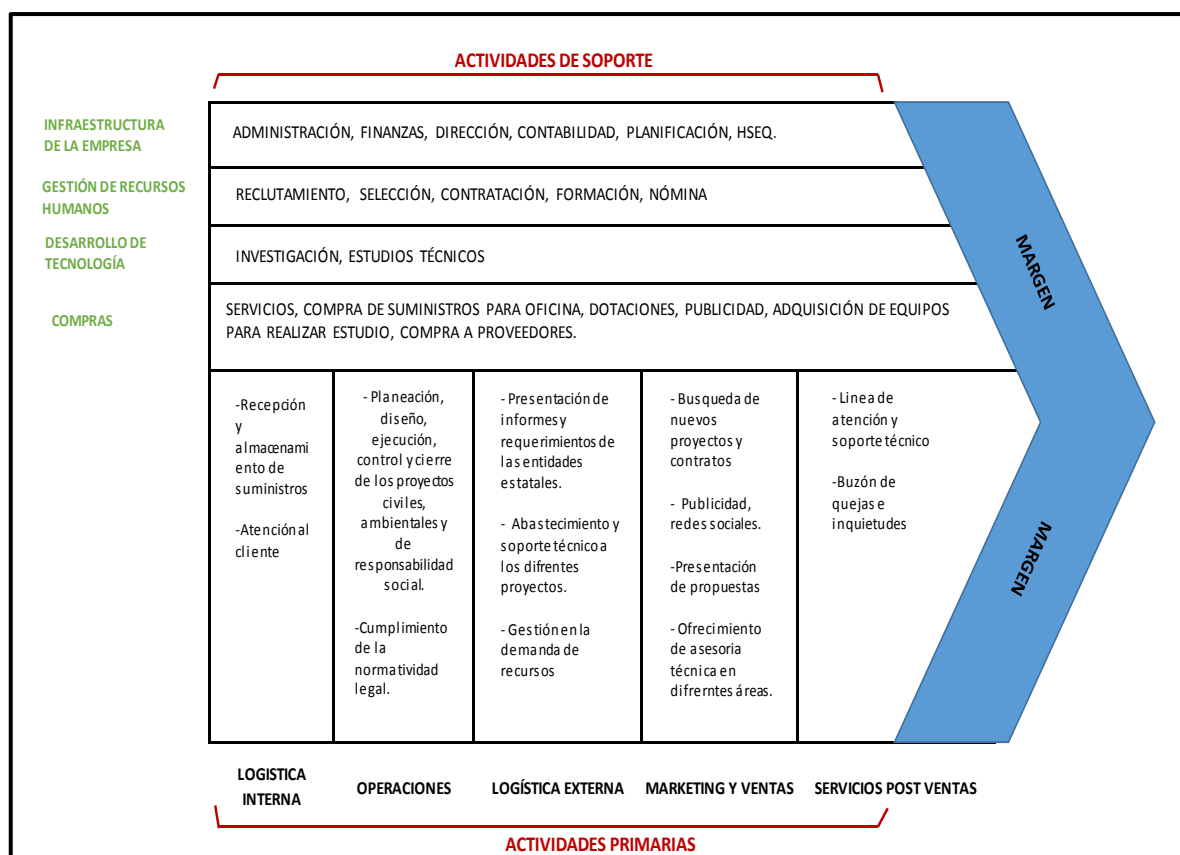 ACTIVIDADES DE SOPORTE
INFRAESTRUCTURA
DE LA EMPRESA
ADMINISTRACIÓN, FINANZAS, DIRECCIÓN, CONTABILIDAD, PLANIFICACIÓN, HSEQ.
GESTIÓN DE RECURSOS
HUMANOS
RECLUTAMIENTO, SELECCIÓN, CONTRATACIÓN, FORMACIÓN, NÓMINA
DESARROLLO DE
TECNOLOGÍA
INVESTIGACIÓN, ESTUDIOS TÉCNICOS
COMPRAS
SERVICIOS, COMPRA DE SUMINISTROS PARA OFICINA, DOTACIONES, PUBLICIDAD, ADQUISICIÓN DE EQUIPOS
PARA REALIZAR ESTUDIO, COMPRA A PROVEEDORES.
MARGEN
-Recepción
y
almacenami
ento de
suministros
-Atención al
cliente
- Planeación,
diseño,
ejecución,
control y cierre
de los proyectos
civiles,
ambientales y
de
responsabilidad
social.
-Cumplimiento
de la
normatividad
legal.
- Presentación de
informes y
requerimientos de
las entidades
estatales.
- Abastecimiento y
soporte técnico a
los difrentes
proyectos.
- Gestión en la
demanda de
recursos
- Busqueda de
nuevos
proyectos y
contratos
- Publicidad,
redes sociales.
-Presentación
de propuestas
- Ofrecimiento
de asesoria
técnica en
difrerntes áreas.
- Linea de
atención y
soporte técnico
-Buzón de
quejas e
inquietudes
MARGEN
LOGISTICA
INTERNA
OPERACIONES
LOGÍSTICA EXTERNA
MARKETING Y VENTAS
SERVICIOS POST VENTAS
ACTIVIDADES PRIMARIAS